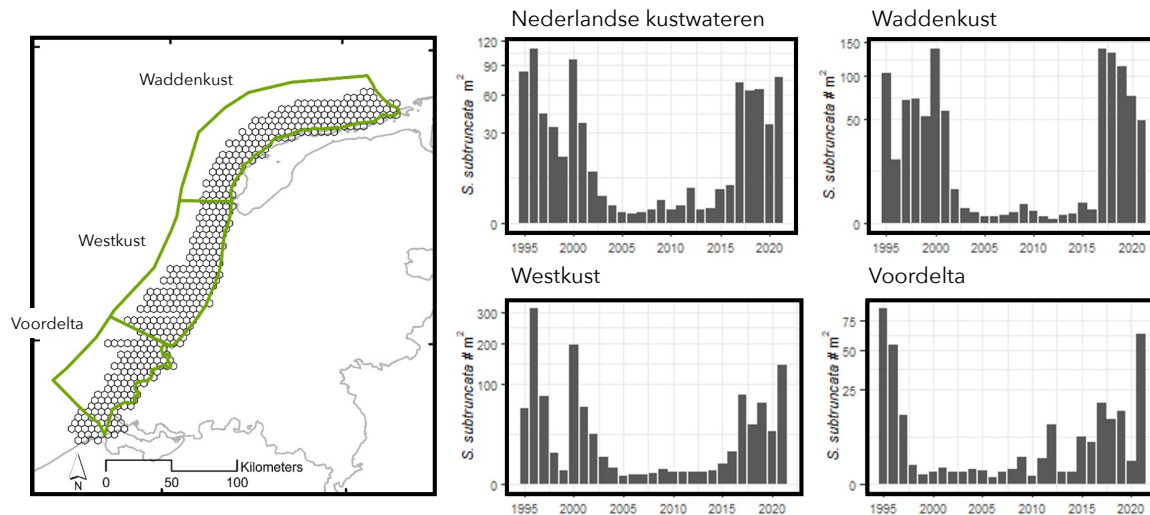 Waddenkust
Westkust
Voordelta
N
0 50 100
Kilometers
Nederlandse kustwateren
S. subtruncata m²
120
90
60
30
0
1995 2000 2005 2010 2015 2020
Waddenkust
S. subtruncata # m²
150
100
50
0
1995 2000 2005 2010 2015 2020
Westkust
S. subtruncata # m²
300
200
100
0
1995 2000 2005 2010 2015 2020
Voordelta
S. subtruncata # m²
75
50
25
0
1995 2000 2005 2010 2015 2020